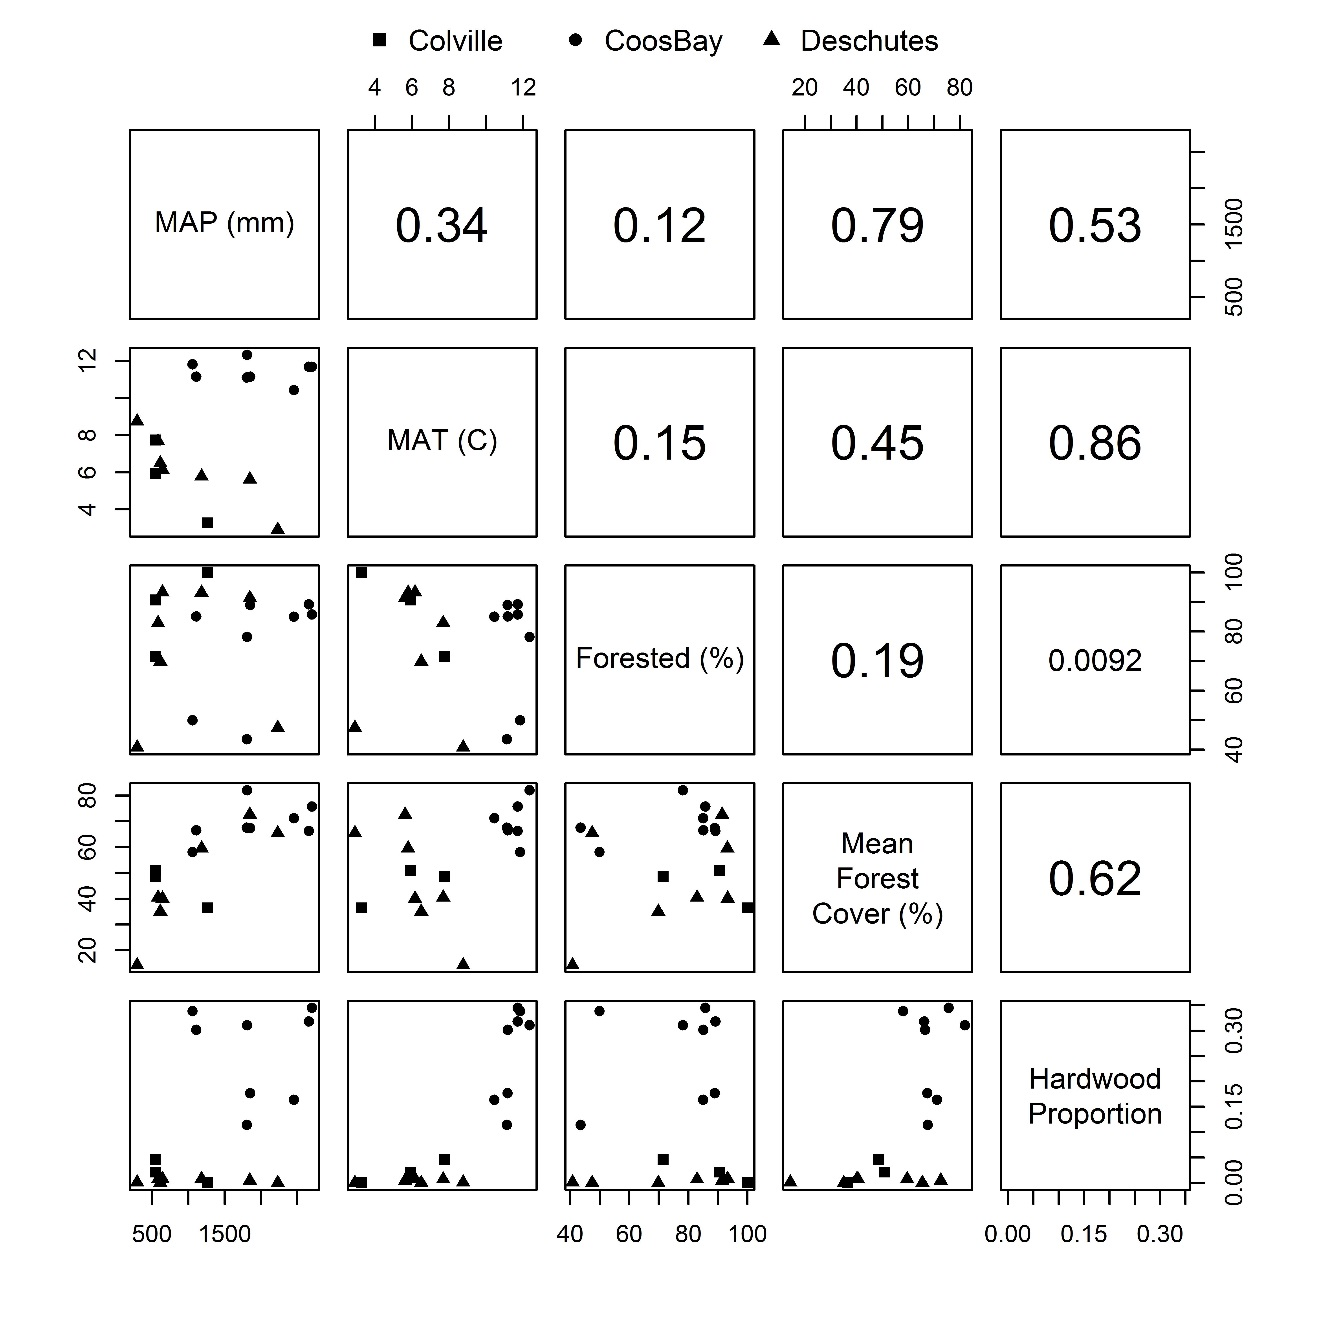 Colville CoosBay Deschutes
4 6 8 12 20 40 60 80
MAP (mm) 0.34 0.12 0.79 0.53
500 1500
4 6 8 12
MAT (C) 0.15 0.45 0.86
Forested (%) 0.19 0.0092
40 60 80 100
20 40 60 80
Mean
Forest
Cover (%)
0.62
Hardwood
Proportion
0.00 0.15 0.30
500 1500 40 60 80 100 0.00 0.15 0.30